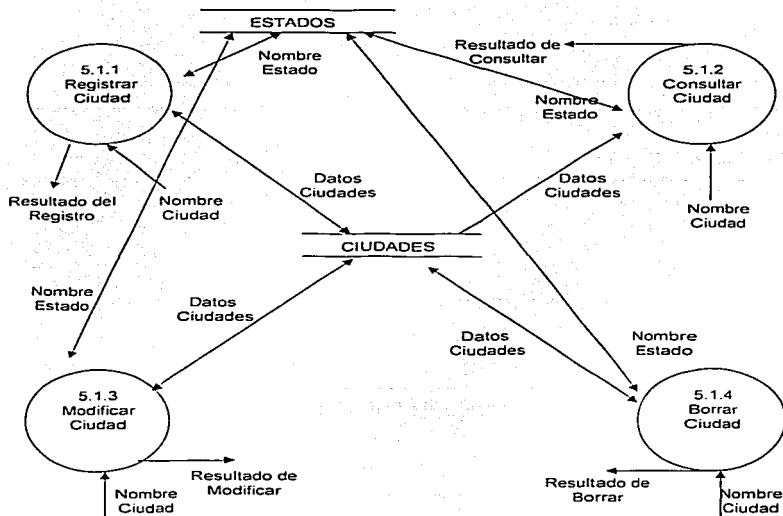 ESTADOS
5.1.1
Registrar
Ciudad
Nombre
Estado
Resultado de
Consultar
5.1.2
Consultar
Ciudad
Nombre
Estado
Resultado del
Registro
Nombre
Ciudad
Datos
Ciudades
Datos
Ciudades
Nombre
Ciudad
CIUDADES
Nombre
Estado
Datos
Ciudades
Datos
Ciudades
Nombre
Estado
5.1.3
Modificar
Ciudad
5.1.4
Borrar
Ciudad
Resultado de
Modificar
Nombre
Ciudad
Resultado de
Borrar
Nombre
Ciudad